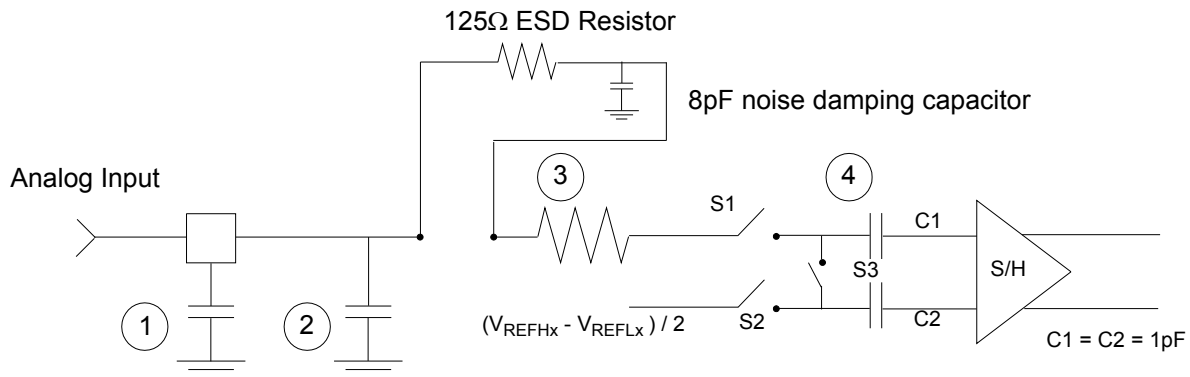 125Ω ESD Resistor
8pF noise damping capacitor
Analog Input
3
4
S1
C1
S3
S/H
1
2
(VREFHx - VREFLx ) / 2
S2
C2
C1 = C2 = 1pF